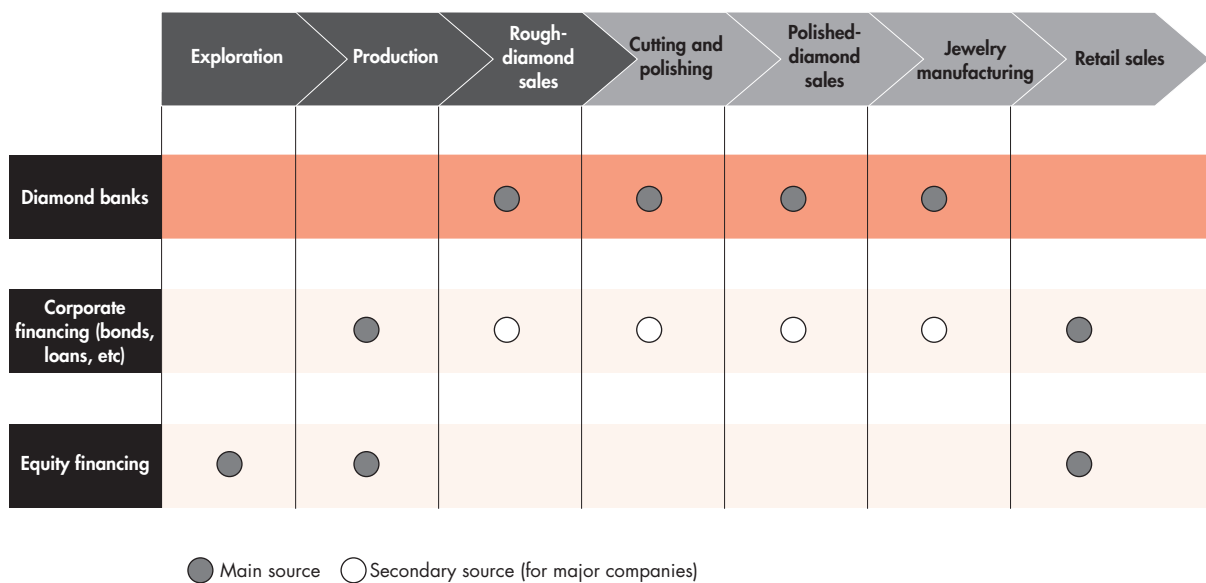 Exploration
Production
Rough-
diamond
sales
Cutting and
polishing
Polished-
diamond
sales
Jewelry
manufacturing
Retail sales
Diamond banks
Corporate
financing (bonds,
loans, etc)
Equity financing
Main source
Secondary source (for major companies)